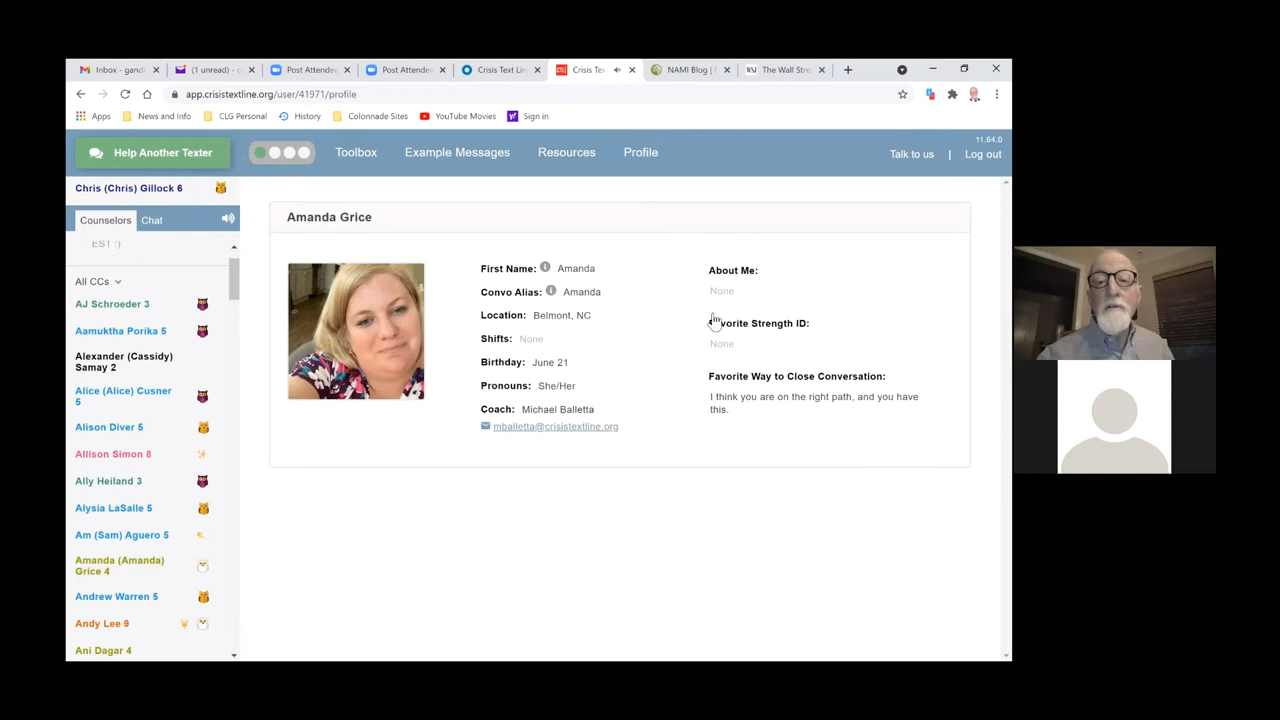 Inbox - gand
(1 unread) - c
Post Attende
Post Attende
Crisis Text Lin
Crisis Te
NAMI Blog |
The Wall Stre
app.crisistextline.org/user/41971/profile
Apps
News and Info
CLG Personal
History
Colonnade Sites
YouTube Movies
Sign in
11.64.0
Help Another Texter
Toolbox
Example Messages
Resources
Profile
Talk to us
|
Log out
Chris (Chris) Gillock 6
Counselors
Chat
EST :)
All CCs
AJ Schroeder 3
Aamuktha Porika 5
Alexander (Cassidy)
Samay 2
Alice (Alice) Cusner
5
Alison Diver 5
Allison Simon 8
Ally Heiland 3
Alysia LaSalle 5
Am (Sam) Aguero 5
Amanda (Amanda)
Grice 4
Andrew Warren 5
Andy Lee 9
Ani Dagar 4
Amanda Grice
First Name: Amanda
Convo Alias: Amanda
Location: Belmont, NC
Shifts: None
Birthday: June 21
Pronouns: She/Her
Coach: Michael Balletta
mballetta@crisistextline.org
About Me:
None
vorite Strength ID:
None
Favorite Way to Close Conversation:
I think you are on the right path, and you have
this.